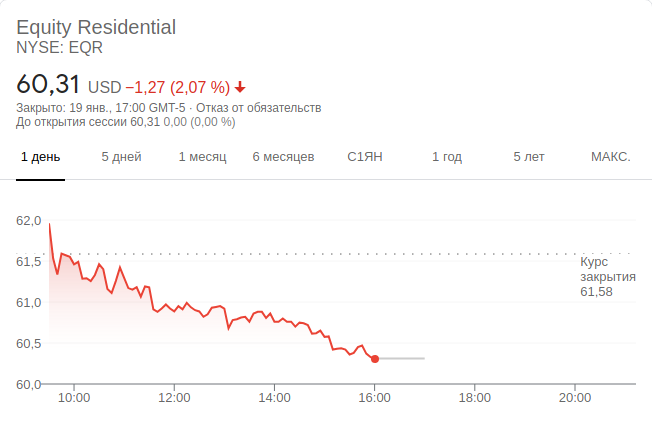 Equity Residential
NYSE: EQR
60,31 USD −1,27 (2,07 %)
Закрыто: 19 янв., 17:00 GMT-5 · Отказ от обязательств
До открытия сессии 60,31 0,00 (0,00 %)
1 день 5 дней 1 месяц 6 месяцев С1ЯН 1 год 5 лет МАКС.
62,0
61,5
Курс
закрытия
61,58
61,0
60,5
60,0
10:00 12:00 14:00 16:00 18:00 20:00